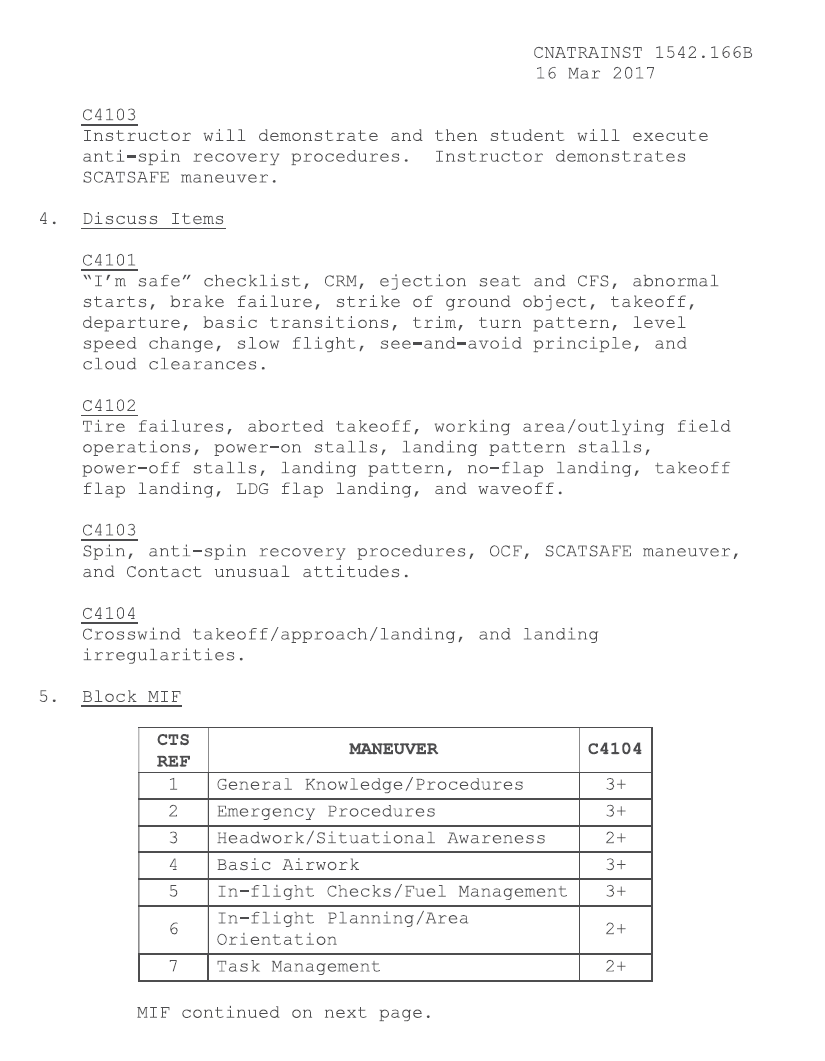 CNATRAINST 1542.166B
16 Mar 2017
C4103
Instructor will demonstrate and then student will execute
anti-spin recovery procedures.  Instructor demonstrates
SCATSAFE maneuver.
4.  Discuss Items
C4101
“I’m safe” checklist, CRM, ejection seat and CFS, abnormal
starts, brake failure, strike of ground object, takeoff,
departure, basic transitions, trim, turn pattern, level
speed change, slow flight, see-and-avoid principle, and
cloud clearances.
C4102
Tire failures, aborted takeoff, working area/outlying field
operations, power-on stalls, landing pattern stalls,
power-off stalls, landing pattern, no-flap landing, takeoff
flap landing, LDG flap landing, and waveoff.
C4103
Spin, anti-spin recovery procedures, OCF, SCATSAFE maneuver,
and Contact unusual attitudes.
C4104
Crosswind takeoff/approach/landing, and landing
irregularities.
5.  Block MIF
CTS
REF
MANEUVER
C4104
1 General Knowledge/Procedures 3+
2 Emergency Procedures 3+
3 Headwork/Situational Awareness 2+
4 Basic Airwork 3+
5 In-flight Checks/Fuel Management 3+
6 In-flight Planning/Area
Orientation 2+
7 Task Management 2+
MIF continued on next page.